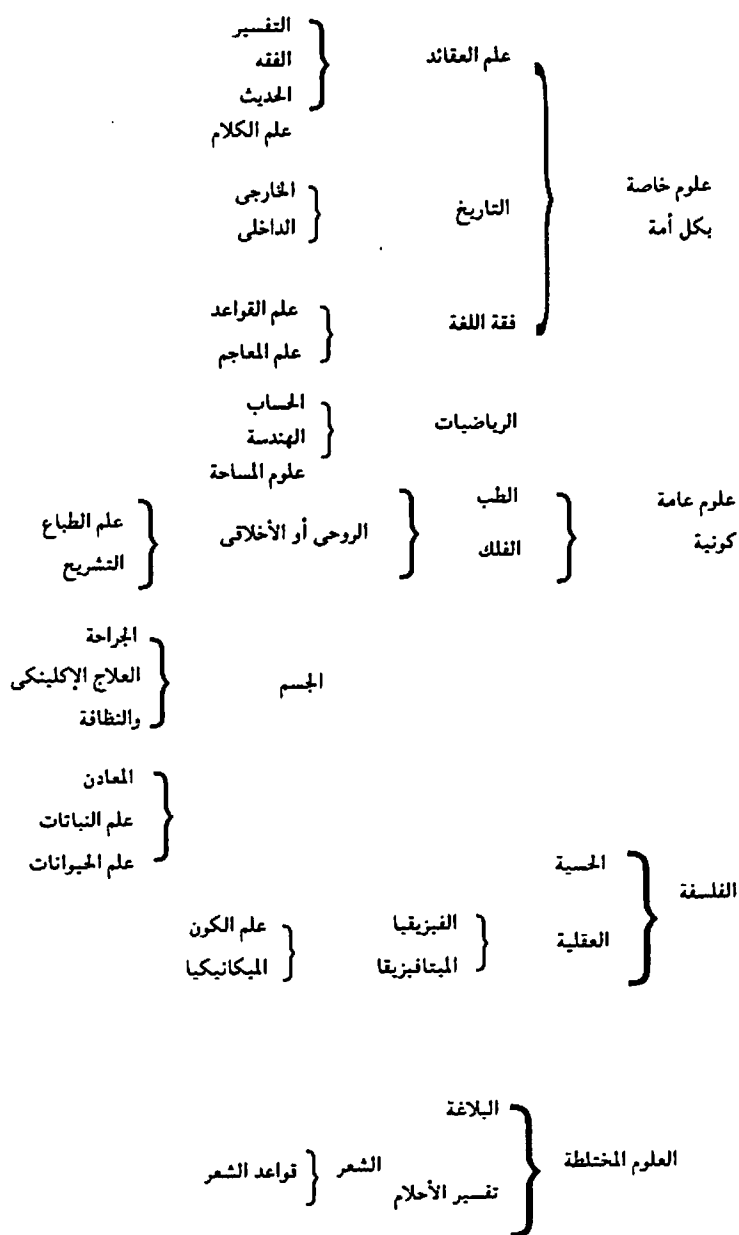 علوم خاصة
بكل أمة
علم العقائد
التفسير
الفقه
الحديث
علم الكلام
التاريخ
الخارجى
الداخلى
فقة اللغة
علم القواعد
علم المعاجم
علوم عامة
كونية
الرياضيات
الحساب
الهندسة
علوم المساحة
الطب
الفلك
الروحى أو الأخلاقى
علم الطباع
التشريح
الجسم
الجراحة
العلاج الإكلينكى
والنظافة
المعادن
علم النباتات
علم الحيوانات
الفلسفة
الحسية
العقلية
الفيزيقيا
الميتافيزيقا
علم الكون
الميكانيكيا
العلوم المختلطة
البلاغة
الشعر
قواعد الشعر
تفسير الأحلام